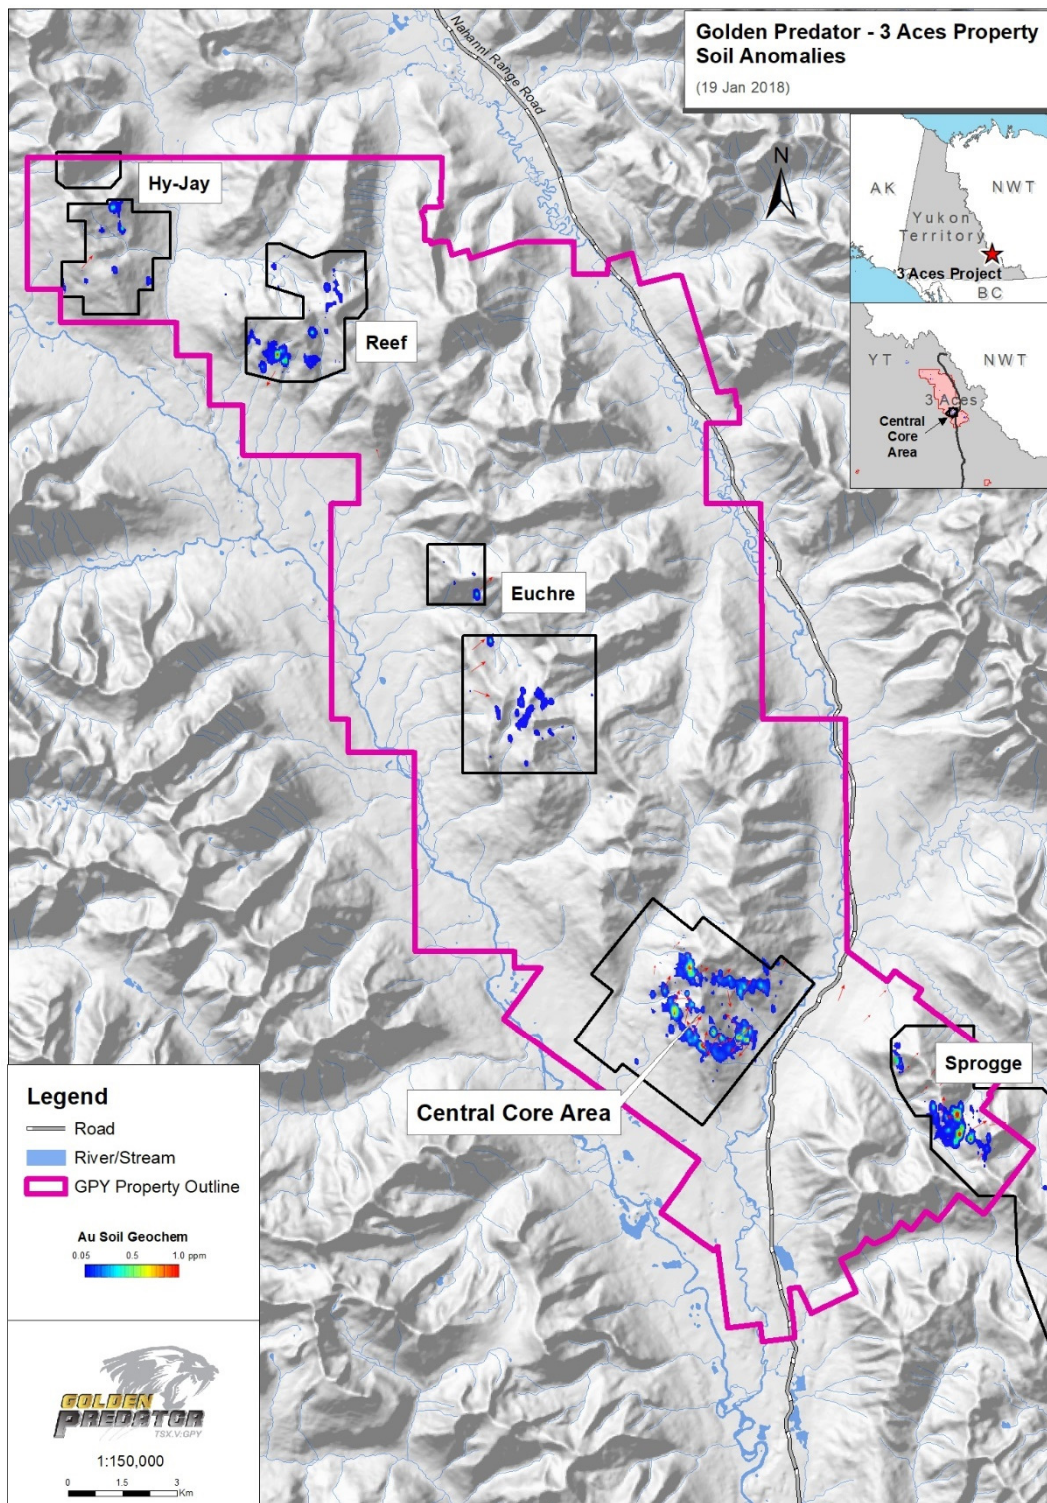 Golden Predator - 3 Aces Property
Soil Anomalies
(19 Jan 2018)
Nahanni Range Road
N
AK
NWT
Yukon
Territory
3 Aces Project
BC
YT
NWT
3 Aces
Central
Core
Area
Hy-Jay
Reef
Euchre
Sprogge
Central Core Area
Legend
Road
River/Stream
GPY Property Outline
Au Soil Geochem
0.05 0.5 1.0 ppm
GOLDEN
PREDATOR
TSX.V:GPY
1:150,000
0 1.5 3
Km